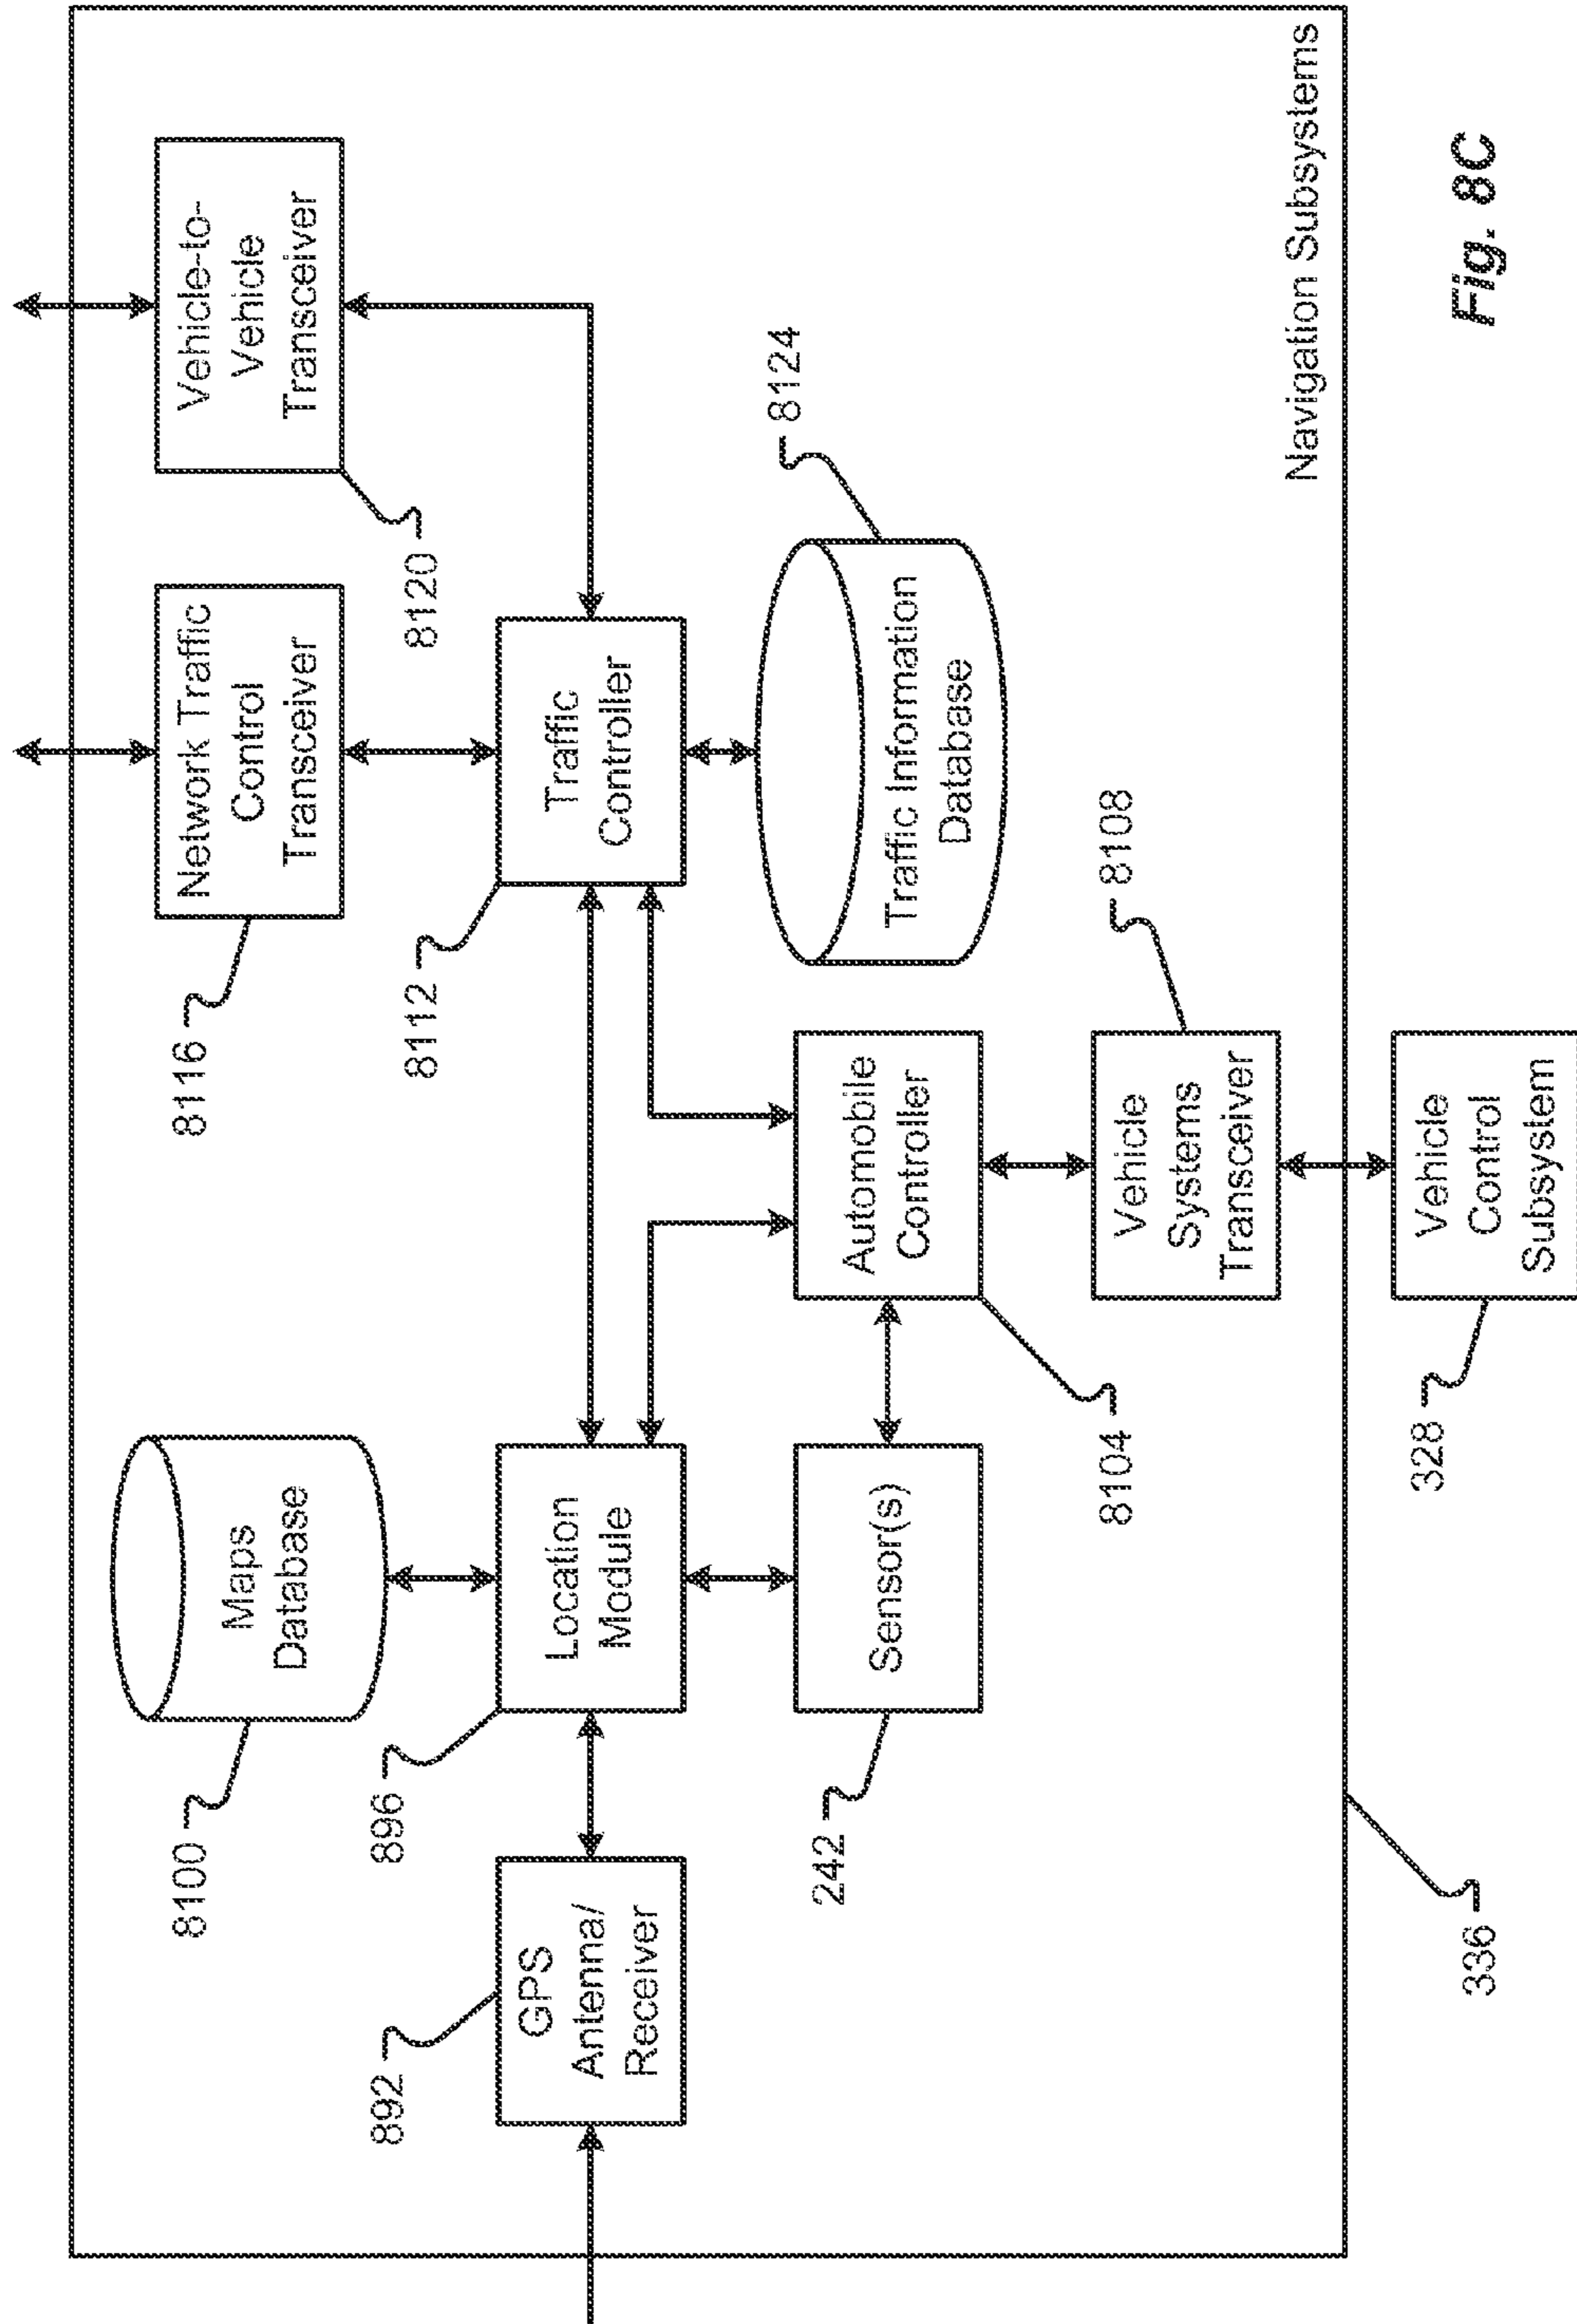 8100
Maps
Database
8116
Network Traffic
Control
Transceiver
Vehicle-to-
Vehicle
Transceiver
8120
892
GPS
Antenna/
Receiver
896
Location
Module
8112
Traffic
Controller
8124
Traffic Information
Database
242
Sensor(s)
Automobile
Controller
8104
8108
Vehicle
Systems
Transceiver
Navigation Subsystems
336
328
Vehicle
Control
Subsystem
Fig. 8C